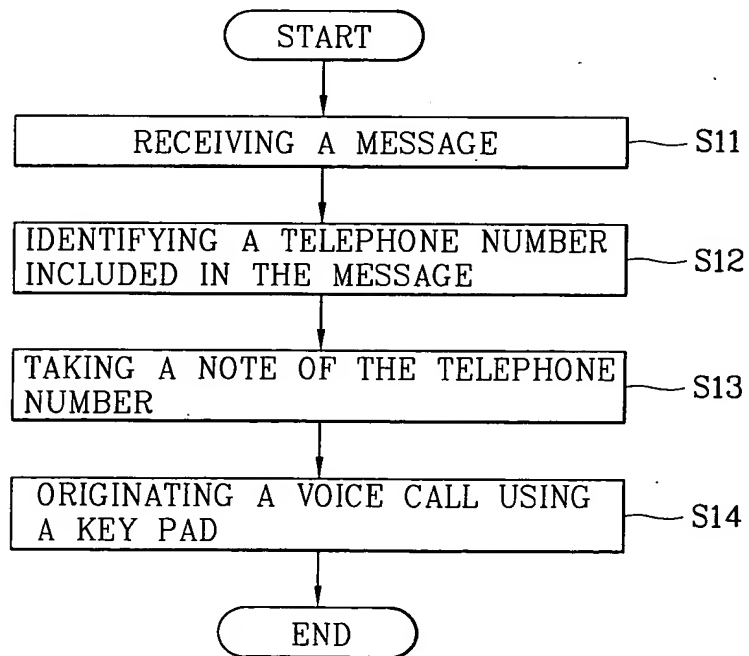 START
RECEIVING A MESSAGE
S11
IDENTIFYING A TELEPHONE NUMBER
INCLUDED IN THE MESSAGE
S12
TAKING A NOTE OF THE TELEPHONE
NUMBER
S13
ORIGINATING A VOICE CALL USING
A KEY PAD
S14
END